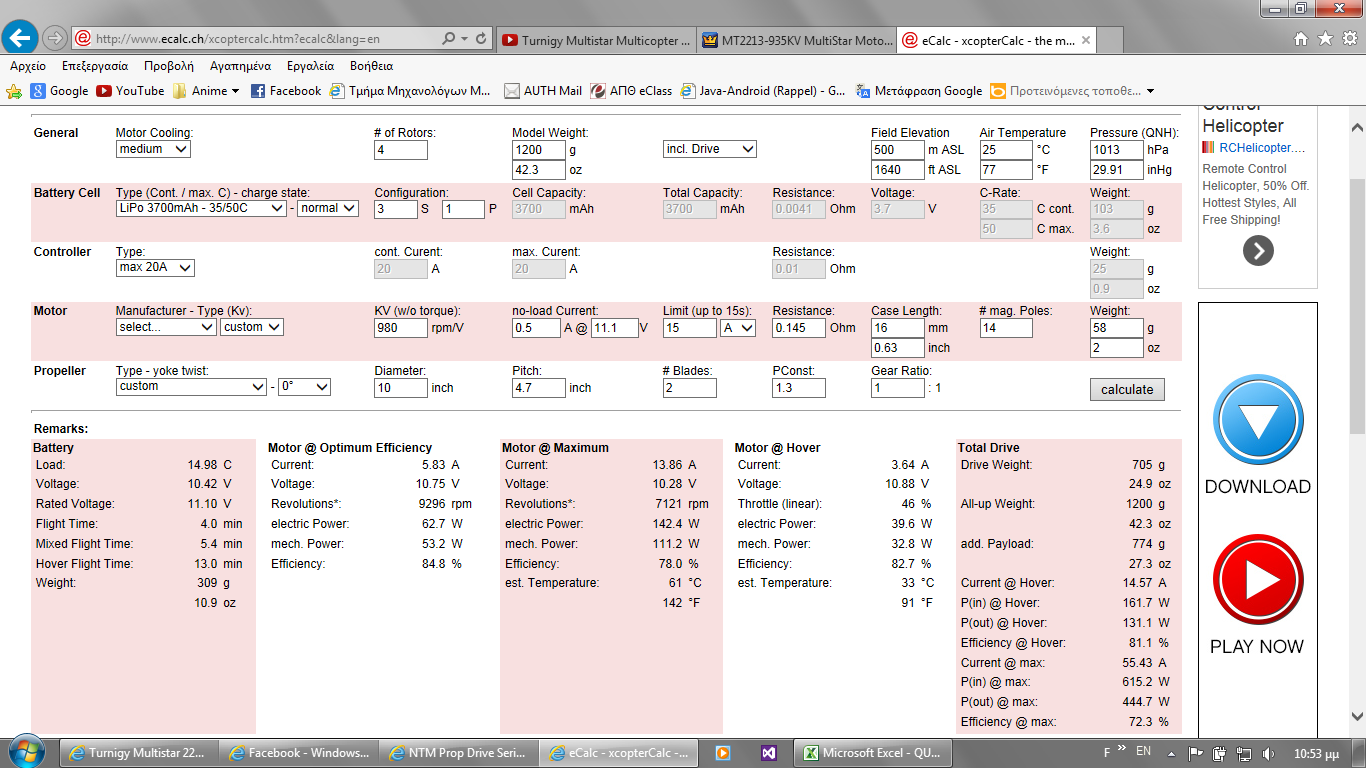 http://www.ecalc.ch/xcoptercalc.htm?ecalc&lang=en
Turnigy Multistar Multicopter ...
MT2213-935KV MultiStar Moto...
eCalc - xcopterCalc - the m...
Αρχείο Επεξεργασία Προβολή Αγαπημένα Εργαλεία Βοήθεια
Google YouTube Anime Facebook Τμήμα Μηχανολόγων Μ... AUTH Mail ΑΠΘ eClass Java-Android (Rappel) - G... Μετάφραση Google Προτεινόμενες τοποθε...
General Motor Cooling: # of Rotors: Model Weight: Field Elevation Air Temperature Pressure (QNH):
medium 4 1200 g incl. Drive 500 m ASL 25 °C 1013 hPa
42.3 oz 1640 ft ASL 77 °F 29.91 inHg
Battery Cell Type (Cont. / max. C) - charge state: Configuration: Cell Capacity: Total Capacity: Resistance: Voltage: C-Rate: Weight:
LiPo 3700mAh - 35/50C - normal 3 S 1 P 3700 mAh 3700 mAh 0.0041 Ohm 3.7 V 35 C cont. 103 g
50 C max. 3.6 oz
Controller Type: cont. Curent: max. Curent: Resistance: Weight:
max 20A 20 A 20 A 0.01 Ohm 25 g
0.9 oz
Motor Manufacturer - Type (Kv): KV (w/o torque): no-load Current: Limit (up to 15s): Resistance: Case Length: # mag. Poles: Weight:
select... custom 980 rpm/V 0.5 A @ 11.1 V 15 A 0.145 Ohm 16 mm 14 58 g
0.63 inch 2 oz
Propeller Type - yoke twist: Diameter: Pitch: # Blades: PConst: Gear Ratio:
custom - 0° 10 inch 4.7 inch 2 1.3 1 : 1 calculate
Remarks:
Battery
Load: 14.98 C
Voltage: 10.42 V
Rated Voltage: 11.10 V
Flight Time: 4.0 min
Mixed Flight Time: 5.4 min
Hover Flight Time: 13.0 min
Weight: 309 g
10.9 oz
Motor @ Optimum Efficiency
Current: 5.83 A
Voltage: 10.75 V
Revolutions*: 9296 rpm
electric Power: 62.7 W
mech. Power: 53.2 W
Efficiency: 84.8 %
Motor @ Maximum
Current: 13.86 A
Voltage: 10.28 V
Revolutions*: 7121 rpm
electric Power: 142.4 W
mech. Power: 111.2 W
Efficiency: 78.0 %
est. Temperature: 61 °C
142 °F
Motor @ Hover
Current: 3.64 A
Voltage: 10.88 V
Throttle (linear): 46 %
electric Power: 39.6 W
mech. Power: 32.8 W
Efficiency: 82.7 %
est. Temperature: 33 °C
91 °F
Total Drive
Drive Weight: 705 g
24.9 oz
All-up Weight: 1200 g
42.3 oz
add. Payload: 774 g
27.3 oz
Current @ Hover: 14.57 A
P(in) @ Hover: 161.7 W
P(out) @ Hover: 131.1 W
Efficiency @ Hover: 81.1 %
Current @ max: 55.43 A
P(in) @ max: 615.2 W
P(out) @ max: 444.7 W
Efficiency @ max: 72.3 %
Control
Helicopter
RCHelicopter....
Remote Control
Helicopter, 50% Off.
Hottest Styles, All
Free Shipping!
DOWNLOAD
PLAY NOW
Turnigy Multistar 22... Facebook - Windows... NTM Prop Drive Seri... eCalc - xcopterCalc -... Microsoft Excel - QU... F » EN 10:53 μμ